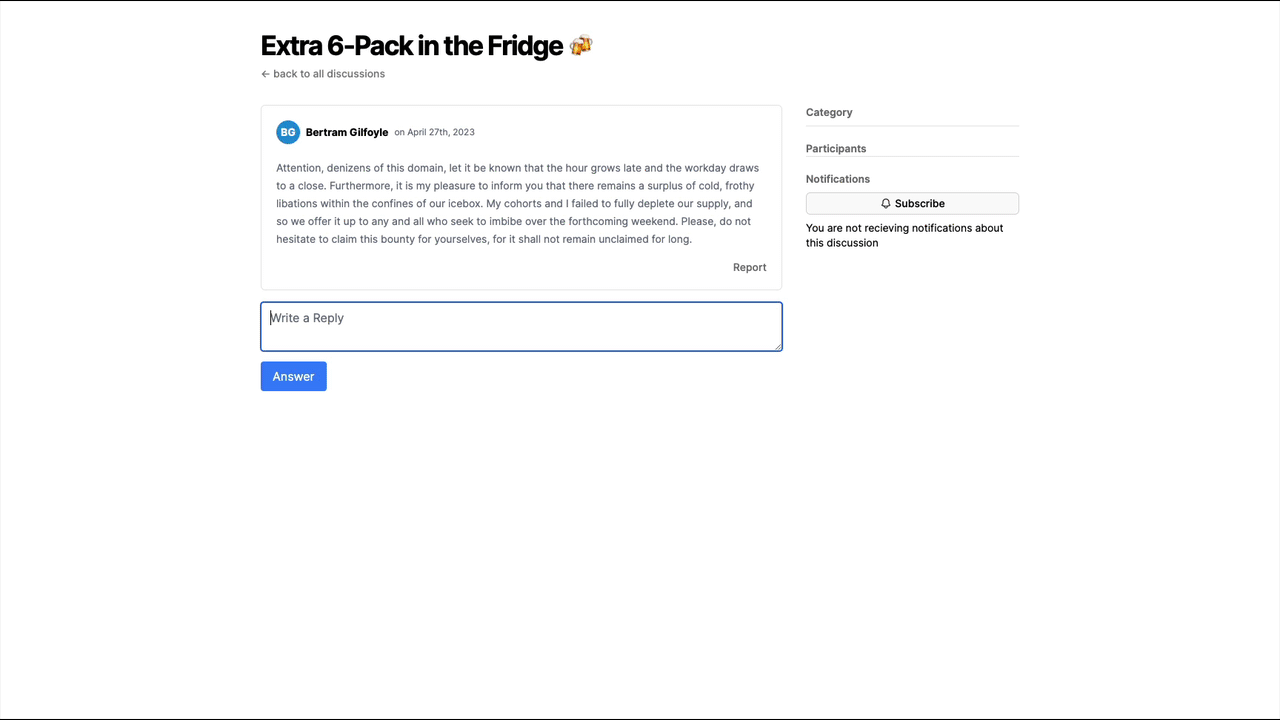 Extra 6-Pack in the Fridge 🍻
← back to all discussions
BG Bertram Gilfoyle on April 27th, 2023
Attention, denizens of this domain, let it be known that the hour grows late and the workday draws
to a close. Furthermore, it is my pleasure to inform you that there remains a surplus of cold, frothy
libations within the confines of our icebox. My cohorts and I failed to fully deplete our supply, and
so we offer it up to any and all who seek to imbibe over the forthcoming weekend. Please, do not
hesitate to claim this bounty for yourselves, for it shall not remain unclaimed for long.
Report
Write a Reply
Answer
Category
Participants
Notifications
Subscribe
You are not recieving notifications about
this discussion